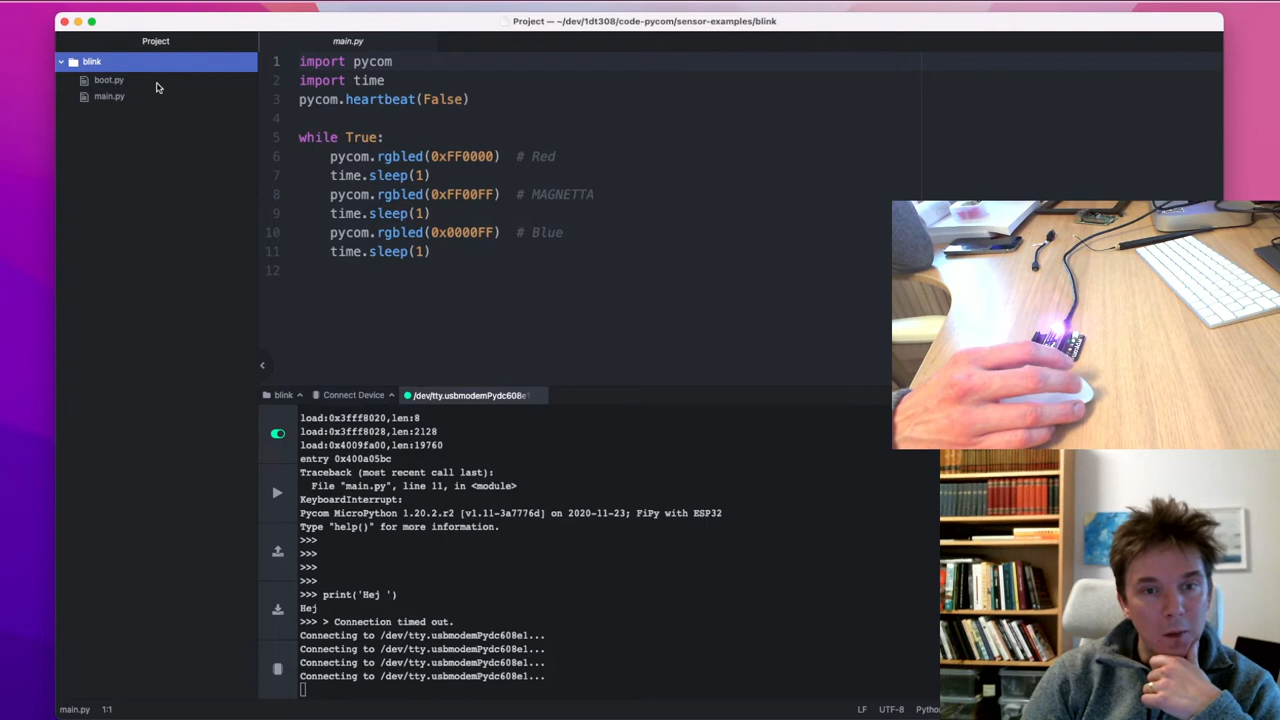 Project — ~/dev/1dt308/code-pycom/sensor-examples/blink
Project
main.py
blink
boot.py
main.py
1 import pycom
2 import time
3 pycom.heartbeat(False)
4
5 while True:
6 pycom.rgbled(0xFF0000) # Red
7 time.sleep(1)
8 pycom.rgbled(0xFF00FF) # MAGNETTA
9 time.sleep(1)
10 pycom.rgbled(0x0000FF) # Blue
11 time.sleep(1)
12
blink Connect Device /dev/tty.usbmodemPydc608e1
load:0x3fff8020,len:8
load:0x3fff8028,len:2128
load:0x4009fa00,len:19760
entry 0x400a05bc
Traceback (most recent call last):
File "main.py", line 11, in <module>
KeyboardInterrupt:
Pycom MicroPython 1.20.2.r2 [v1.11-3a7776d] on 2020-11-23; FiPy with ESP32
Type "help()" for more information.
>>>
>>>
>>>
>>>
>>> print('Hej ')
Hej
>>> > Connection timed out.
Connecting to /dev/tty.usbmodemPydc608e1...
Connecting to /dev/tty.usbmodemPydc608e1...
Connecting to /dev/tty.usbmodemPydc608e1...
Connecting to /dev/tty.usbmodemPydc608e1...
main.py 1:1 LF UTF-8 Python